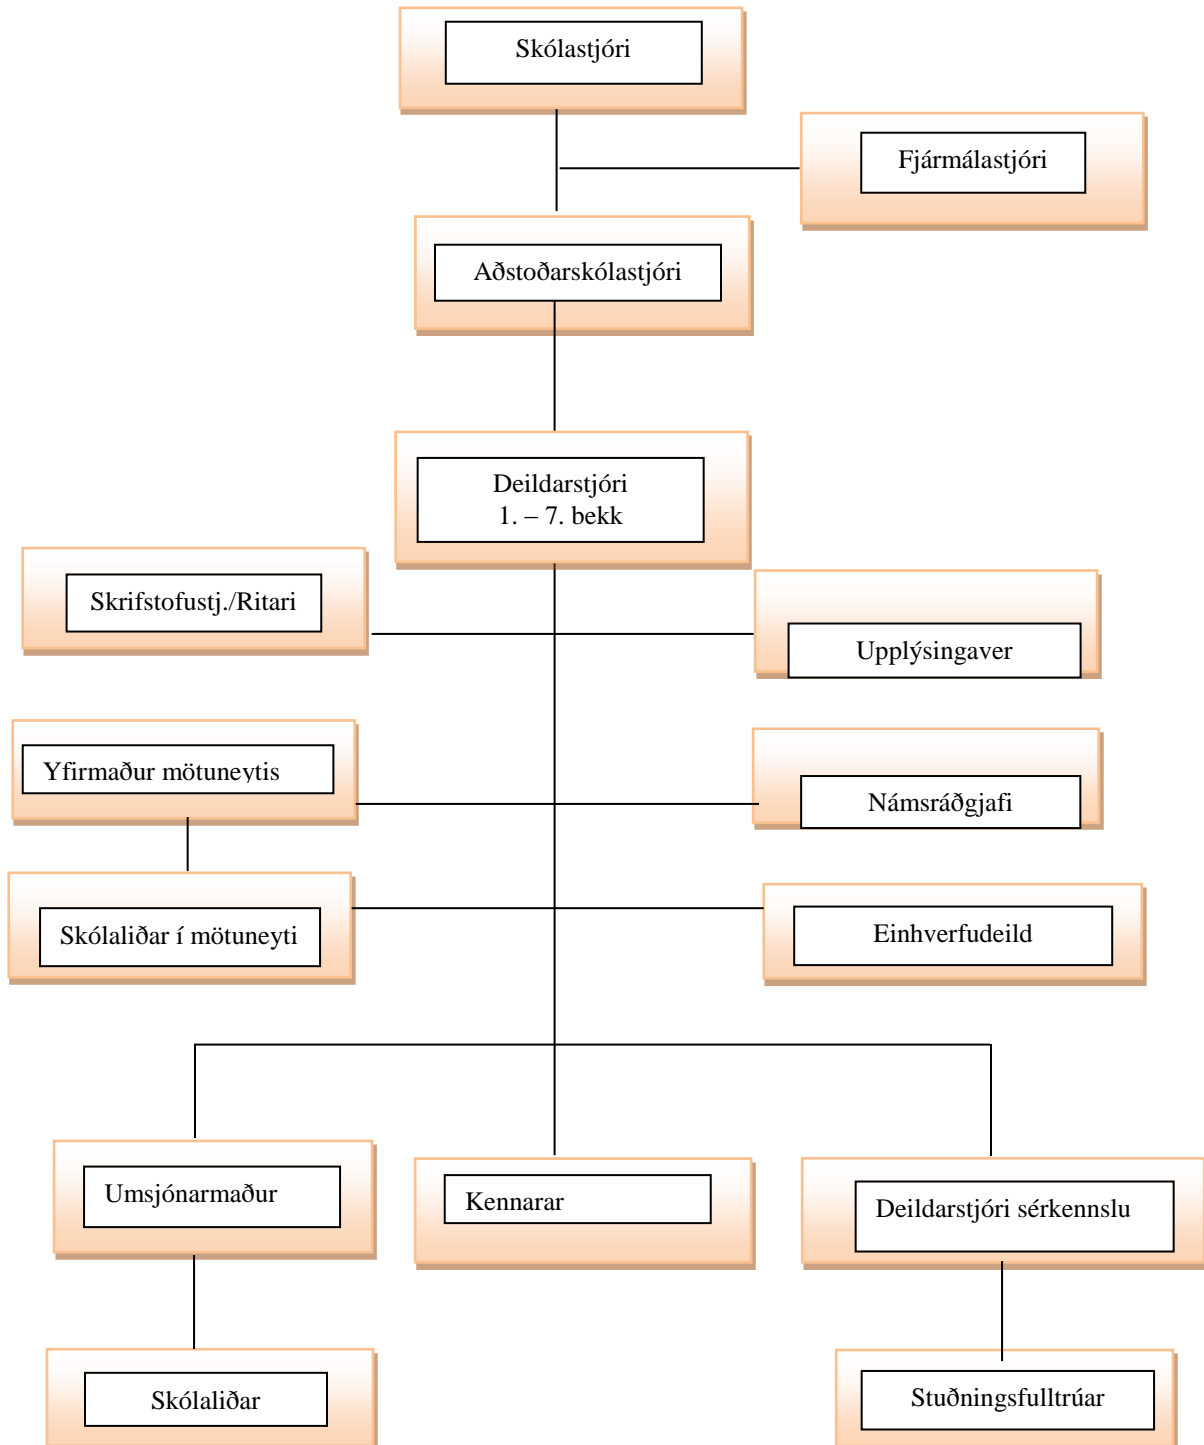 Skólastjóri
Fjármálastjóri
Aðstoðarskólastjóri
Deildarstjóri
1. – 7. bekk
Skrifstofustj./Ritari
Upplýsingaver
Yfirmaður mötuneytis
Námsráðgjafi
Skólaliðar í mötuneyti
Einhverfudeild
Umsjónarmaður
Kennarar
Deildarstjóri sérkennslu
Skólaliðar
Stuðningsfulltrúar